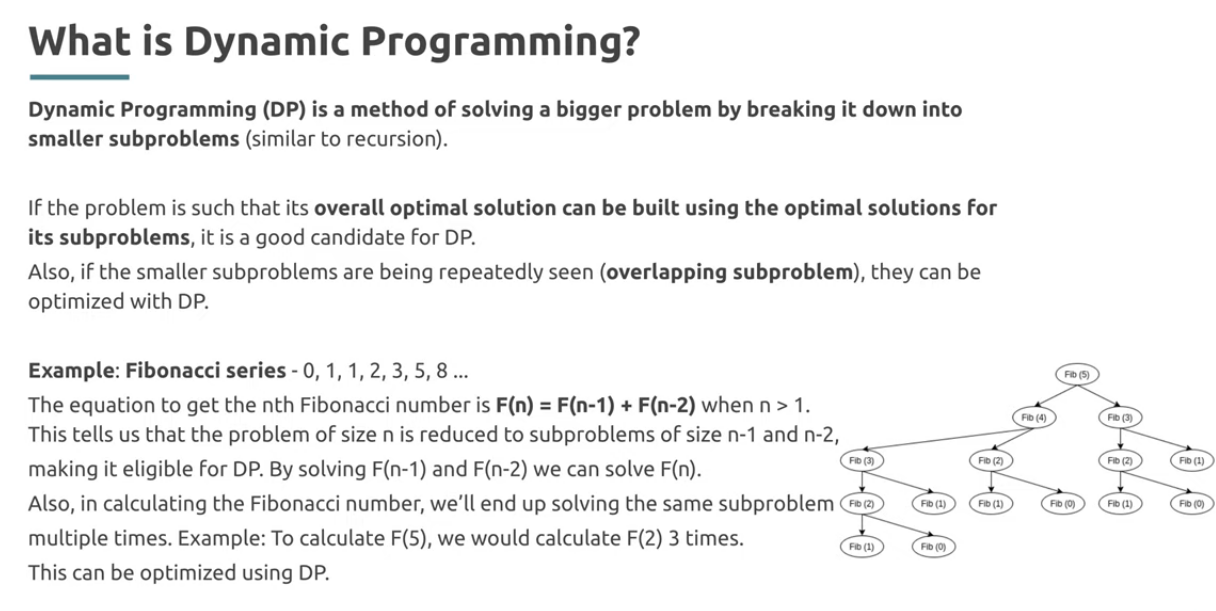 What is Dynamic Programming?
Dynamic Programming (DP) is a method of solving a bigger problem by breaking it down into
smaller subproblems (similar to recursion).
If the problem is such that its overall optimal solution can be built using the optimal solutions for
its subproblems, it is a good candidate for DP.
Also, if the smaller subproblems are being repeatedly seen (overlapping subproblem), they can be
optimized with DP.
Example: Fibonacci series - 0, 1, 1, 2, 3, 5, 8 ...
The equation to get the nth Fibonacci number is F(n) = F(n-1) + F(n-2) when n > 1.
This tells us that the problem of size n is reduced to subproblems of size n-1 and n-2,
making it eligible for DP. By solving F(n-1) and F(n-2) we can solve F(n).
Also, in calculating the Fibonacci number, we'll end up solving the same subproblem
multiple times. Example: To calculate F(5), we would calculate F(2) 3 times.
This can be optimized using DP.
Fib (5)
Fib (4) Fib (3)
Fib (3) Fib (2) Fib (2) Fib (1)
Fib (2) Fib (1) Fib (1) Fib (0) Fib (1) Fib (0)
Fib (1) Fib (0)